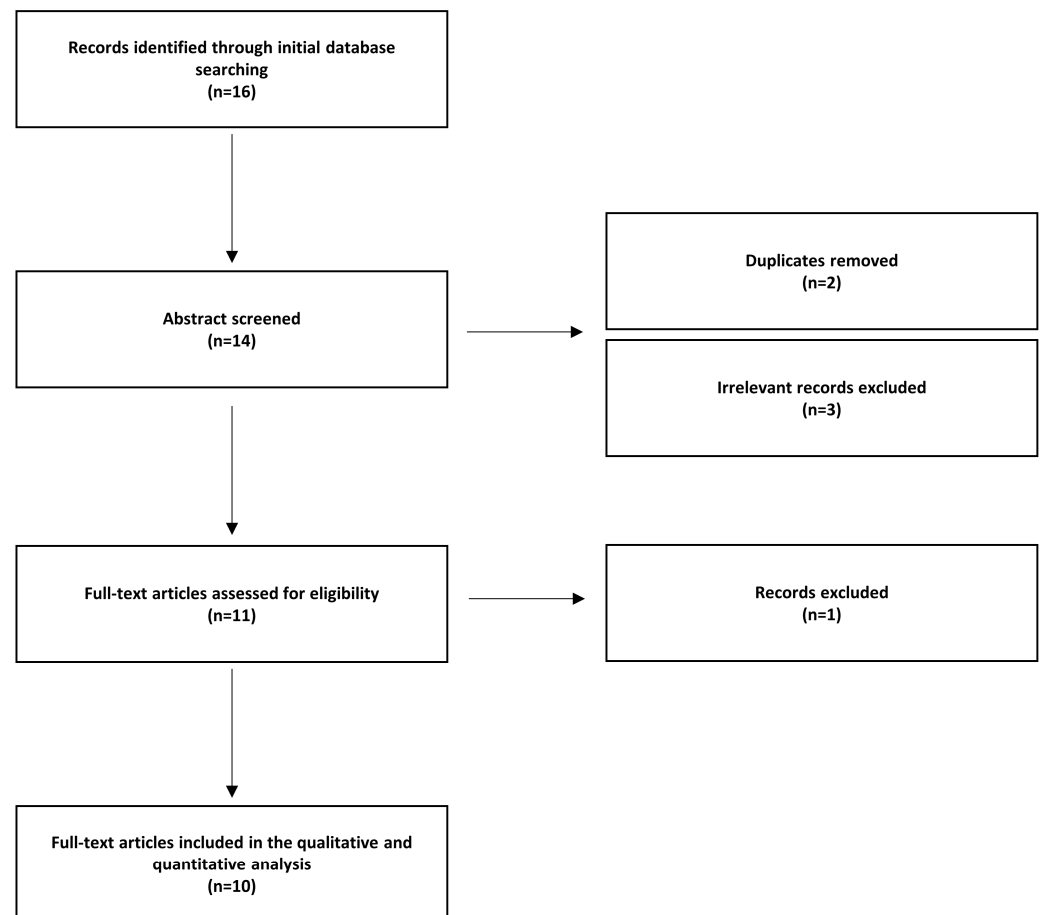 Records identified through initial database
searching
(n=16)
Abstract screened
(n=14)
Duplicates removed
(n=2)
Irrelevant records excluded
(n=3)
Full-text articles assessed for eligibility
(n=11)
Records excluded
(n=1)
Full-text articles included in the qualitative and
quantitative analysis
(n=10)